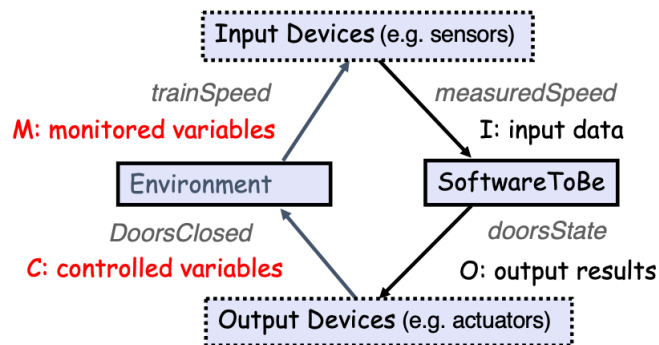 Input Devices (e.g. sensors)
trainSpeed
measuredSpeed
M: monitored variables
I: input data
Environment
SoftwareToBe
DoorsClosed
doorsState
C: controlled variables
O: output results
Output Devices (e.g. actuators)